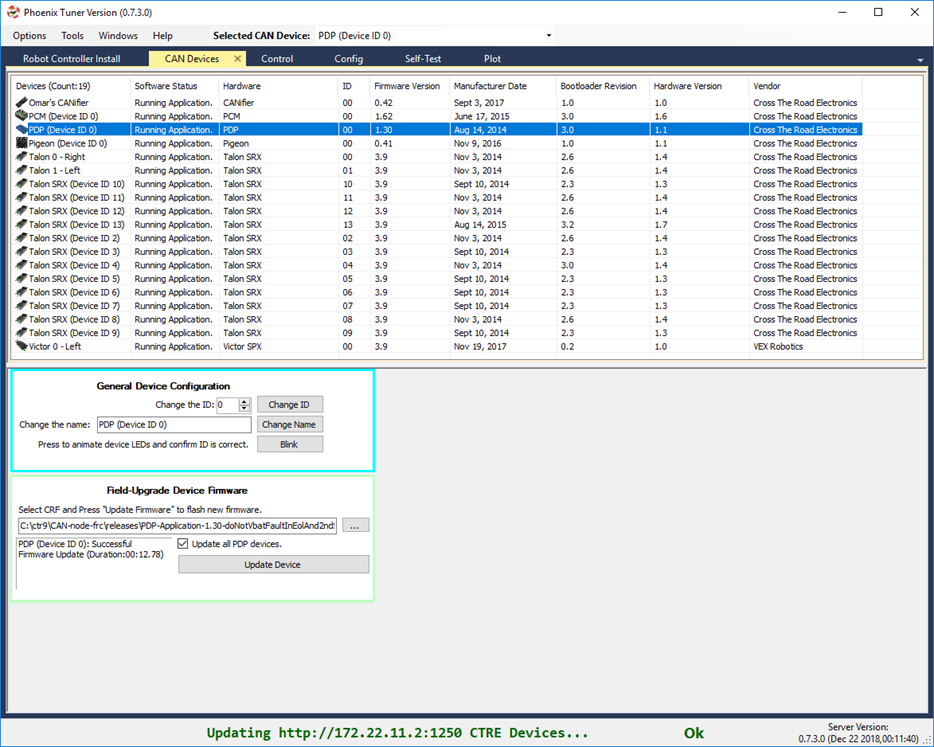 Phoenix Tuner Version (0.7.3.0)
Options Tools Windows Help Selected CAN Device: PDP (Device ID 0)
Robot Controller Install CAN Devices Control Config Self-Test Plot
Devices (Count:19) Software Status Hardware ID Firmware Version Manufacturer Date Bootloader Revision Hardware Version Vendor
Omar's CANifier Running Application. CANifier 00 0.42 Sept 3, 2017 1.0 1.0 Cross The Road Electronics
PCM (Device ID 0) Running Application. PCM 00 1.62 June 17, 2015 3.0 1.6 Cross The Road Electronics
PDP (Device ID 0) Running Application. PDP 00 1.30 Aug 14, 2014 3.0 1.1 Cross The Road Electronics
Pigeon (Device ID 0) Running Application. Pigeon 00 0.41 Nov 9, 2016 1.0 1.1 Cross The Road Electronics
Talon 0 - Right Running Application. Talon SRX 00 3.9 Nov 3, 2014 2.6 1.4 Cross The Road Electronics
Talon 1 - Left Running Application. Talon SRX 01 3.9 Nov 3, 2014 2.6 1.4 Cross The Road Electronics
Talon SRX (Device ID 10) Running Application. Talon SRX 10 3.9 Sept 10, 2014 2.3 1.3 Cross The Road Electronics
Talon SRX (Device ID 11) Running Application. Talon SRX 11 3.9 Nov 3, 2014 2.6 1.4 Cross The Road Electronics
Talon SRX (Device ID 12) Running Application. Talon SRX 12 3.9 Nov 3, 2014 2.6 1.4 Cross The Road Electronics
Talon SRX (Device ID 13) Running Application. Talon SRX 13 3.9 Aug 14, 2015 3.2 1.7 Cross The Road Electronics
Talon SRX (Device ID 2) Running Application. Talon SRX 02 3.9 Nov 3, 2014 2.6 1.4 Cross The Road Electronics
Talon SRX (Device ID 3) Running Application. Talon SRX 03 3.9 Sept 10, 2014 2.3 1.3 Cross The Road Electronics
Talon SRX (Device ID 4) Running Application. Talon SRX 04 3.9 Nov 3, 2014 3.0 1.4 Cross The Road Electronics
Talon SRX (Device ID 5) Running Application. Talon SRX 05 3.9 Sept 10, 2014 2.3 1.3 Cross The Road Electronics
Talon SRX (Device ID 6) Running Application. Talon SRX 06 3.9 Sept 10, 2014 2.3 1.3 Cross The Road Electronics
Talon SRX (Device ID 7) Running Application. Talon SRX 07 3.9 Sept 10, 2014 2.3 1.3 Cross The Road Electronics
Talon SRX (Device ID 8) Running Application. Talon SRX 08 3.9 Nov 3, 2014 2.6 1.4 Cross The Road Electronics
Talon SRX (Device ID 9) Running Application. Talon SRX 09 3.9 Sept 10, 2014 2.3 1.3 Cross The Road Electronics
Victor 0 - Left Running Application. Victor SPX 00 3.9 Nov 19, 2017 0.2 1.0 VEX Robotics
General Device Configuration
Change the ID: 0 Change ID
Change the name: PDP (Device ID 0) Change Name
Press to animate device LEDs and confirm ID is correct. Blink
Field-Upgrade Device Firmware
Select CRF and Press "Update Firmware" to flash new firmware.
C:\ctr9\CAN-node-frc\releases\PDP-Application-1.30-doNotVbatFaultInEolAnd2nd: ...
PDP (Device ID 0): Successful
Firmware Update (Duration:00:12.78)
Update all PDP devices.
Update Device
Updating http://172.22.11.2:1250 CTRE Devices... Ok
Server Version:
0.7.3.0 (Dec 22 2018,00:11:40)